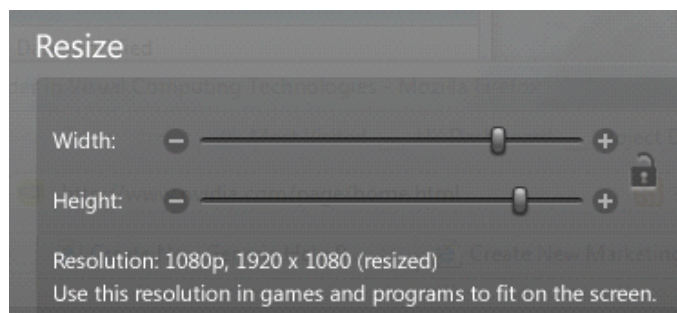 Resize
Width:
Height:
Resolution: 1080p, 1920 x 1080 (resized)
Use this resolution in games and programs to fit on the screen.